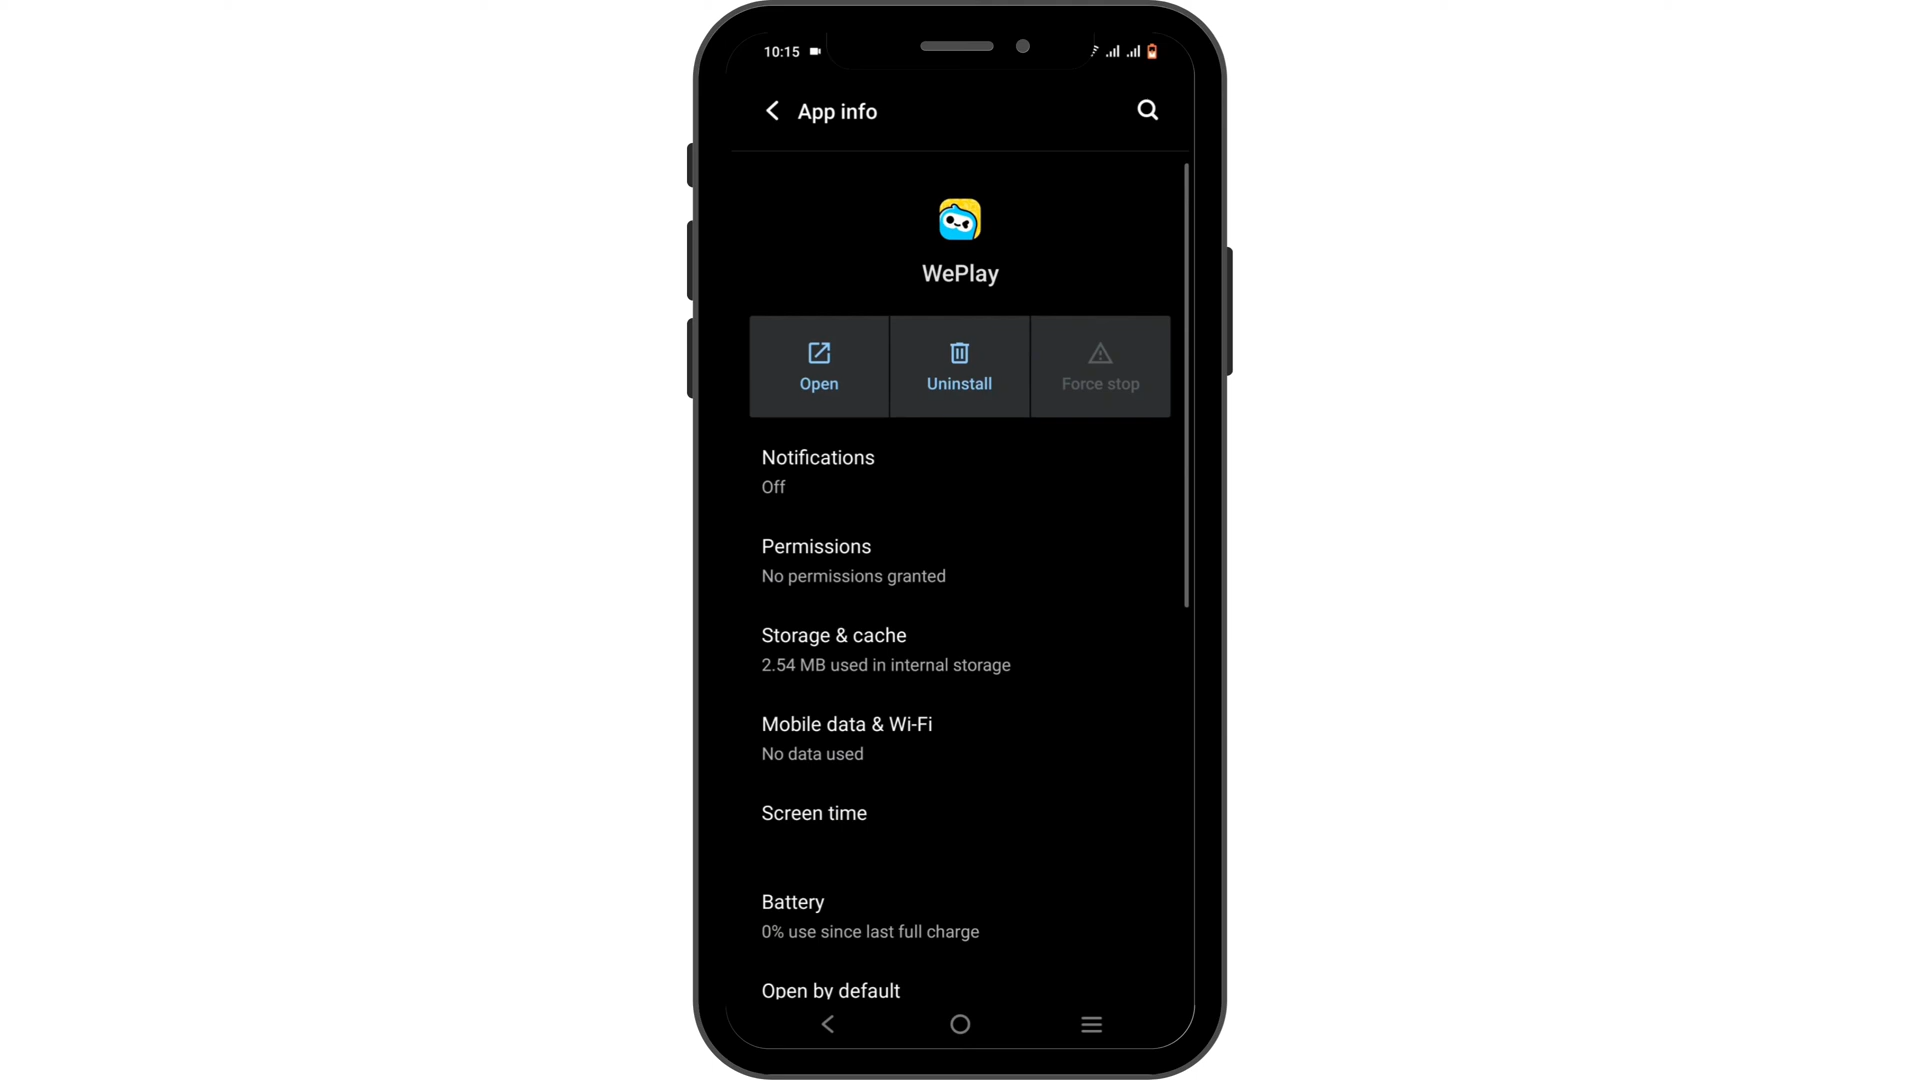 10:15
App info
WePlay
Open
Uninstall
Force stop
Notifications
Off
Permissions
No permissions granted
Storage & cache
2.54 MB used in internal storage
Mobile data & Wi-Fi
No data used
Screen time
Battery
0% use since last full charge
Open by default